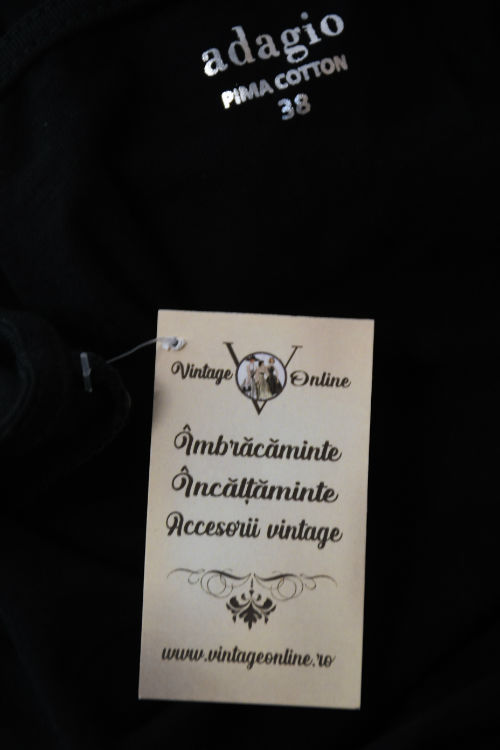 adagio
PIMA COTTON
38
Vintage Online
Îmbrăcăminte
Încălțăminte
Accesorii vintage
www.vintageonline.ro